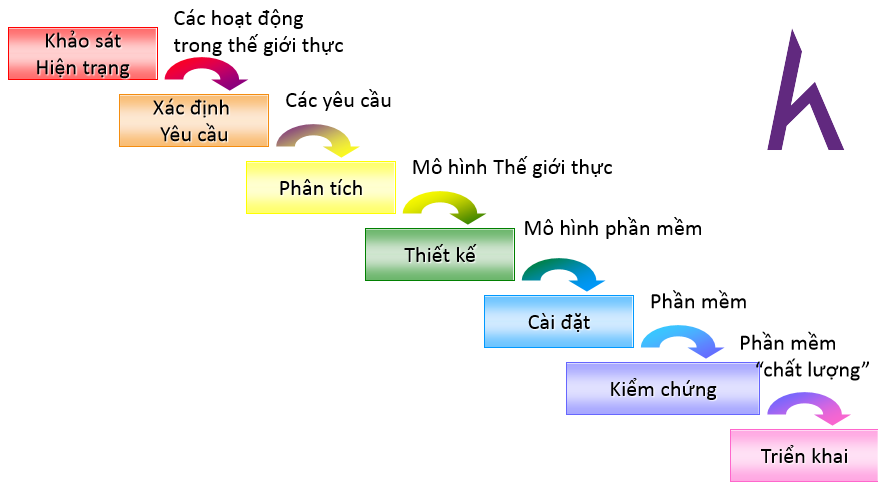 Khảo sát
Hiện trạng
Các hoạt động
trong thế giới thực
Xác định
Yêu cầu
Các yêu cầu
Phân tích
Mô hình Thế giới thực
Thiết kế
Mô hình phần mềm
Cài đặt
Phần mềm
Kiểm chứng
Phần mềm
“chất lượng”
Triển khai